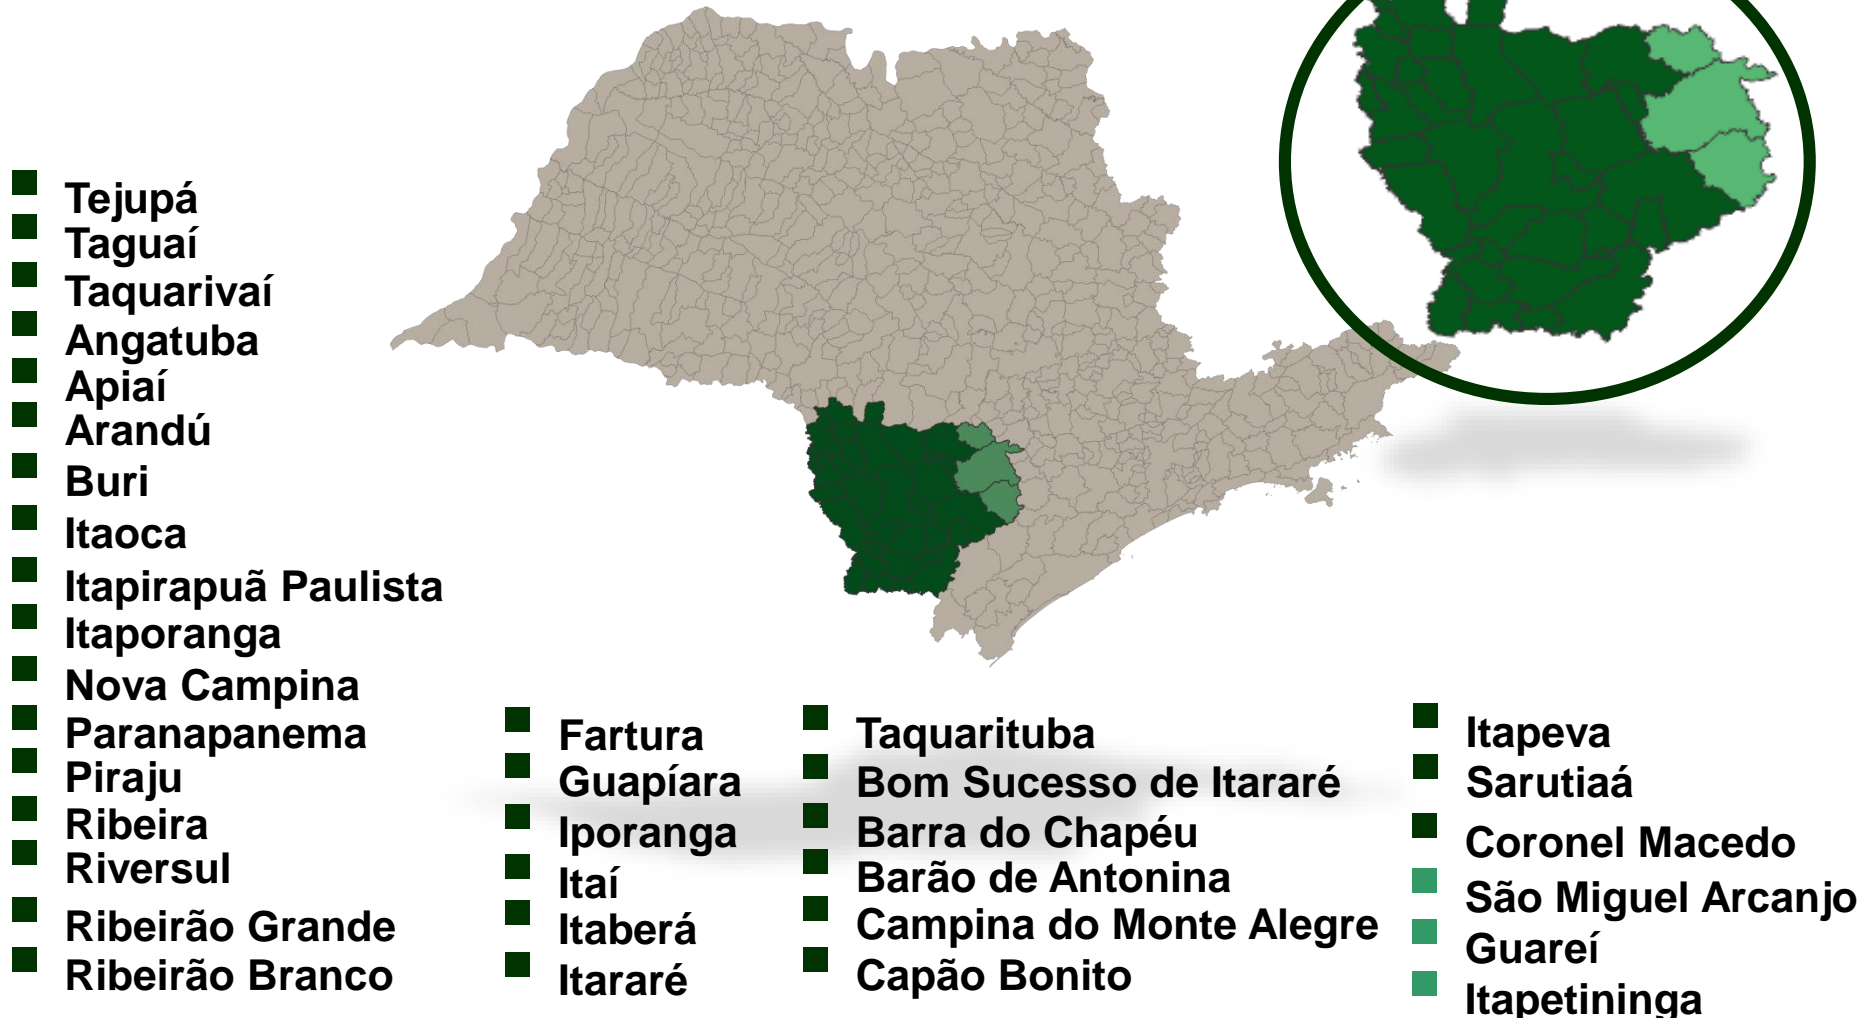 Tejupá
Taguaí
Taquarivaí
Angatuba
Apiaí
Arandú
Buri
Itaoca
Itapirapuã Paulista
Itaporanga
Nova Campina
Paranapanema
Piraju
Ribeira
Riversul
Ribeirão Grande
Ribeirão Branco
Fartura
Guapíara
Iporanga
Itaí
Itaberá
Itararé
Taquarituba
Bom Sucesso de Itararé
Barra do Chapéu
Barão de Antonina
Campina do Monte Alegre
Capão Bonito
Itapeva
Sarutiaá
Coronel Macedo
São Miguel Arcanjo
Guareí
Itapetininga